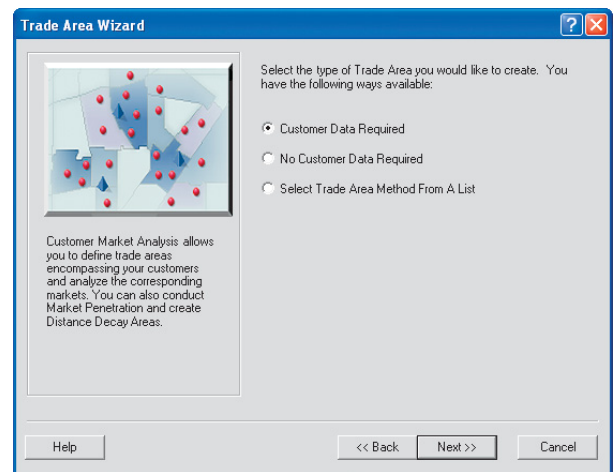 Trade Area Wizard
Select the type of Trade Area you would like to create. You
have the following ways available:
Customer Data Required
No Customer Data Required
Select Trade Area Method From A List
Customer Market Analysis allows
you to define trade areas
encompassing your customers
and analyze the corresponding
markets. You can also conduct
Market Penetration and create
Distance Decay Areas.
Help
<< Back
Next >>
Cancel